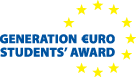 GENERATION €URO
STUDENTS' AWARD